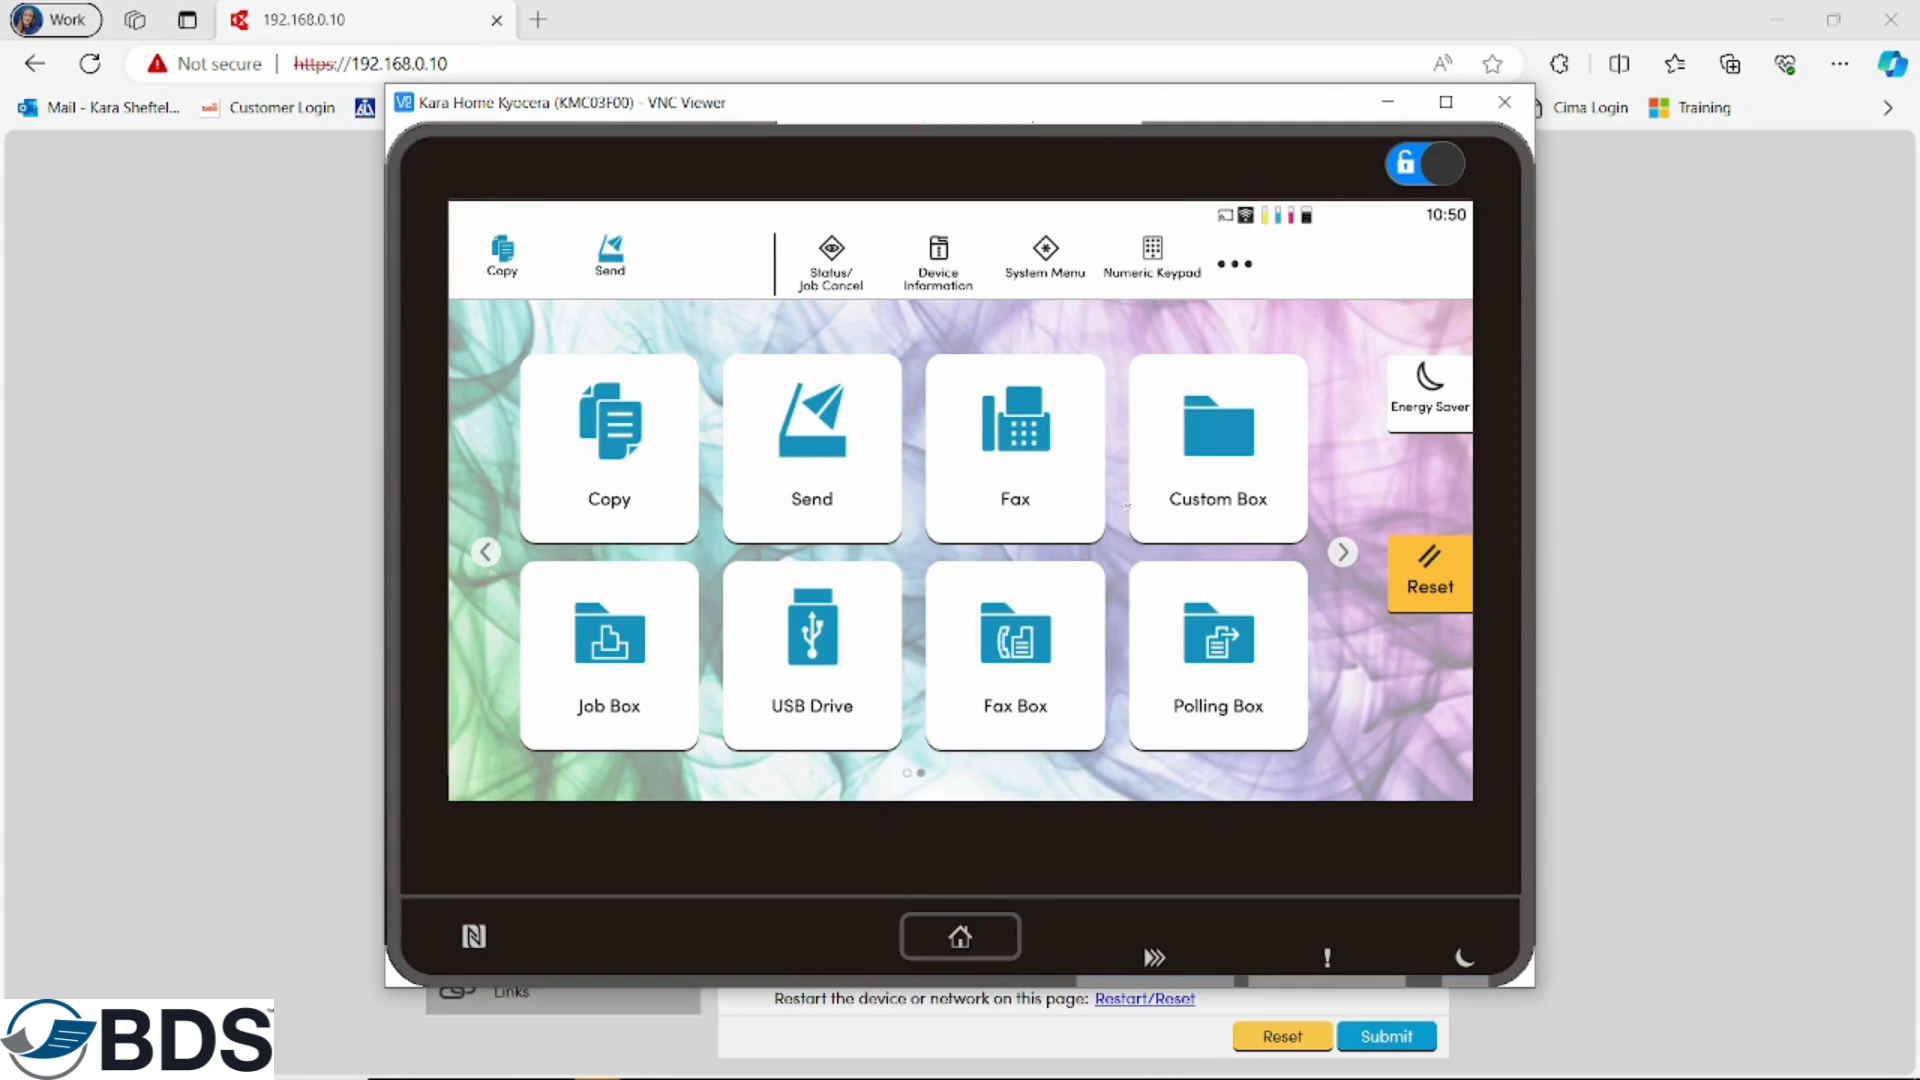 Work
192.168.0.10
Not secure
https://192.168.0.10
Mail - Kara Sheftel...
Customer Login
Cima Login
Training
Kara Home Kyocera (KMC03F00) - VNC Viewer
10:50
Copy
Send
Status/
Job Cancel
Device
Information
System Menu
Numeric Keypad
Copy
Send
Fax
Custom Box
Energy Saver
Reset
Job Box
USB Drive
Fax Box
Polling Box
Links
Restart the device or network on this page: Restart/Reset
Reset
Submit
BDS